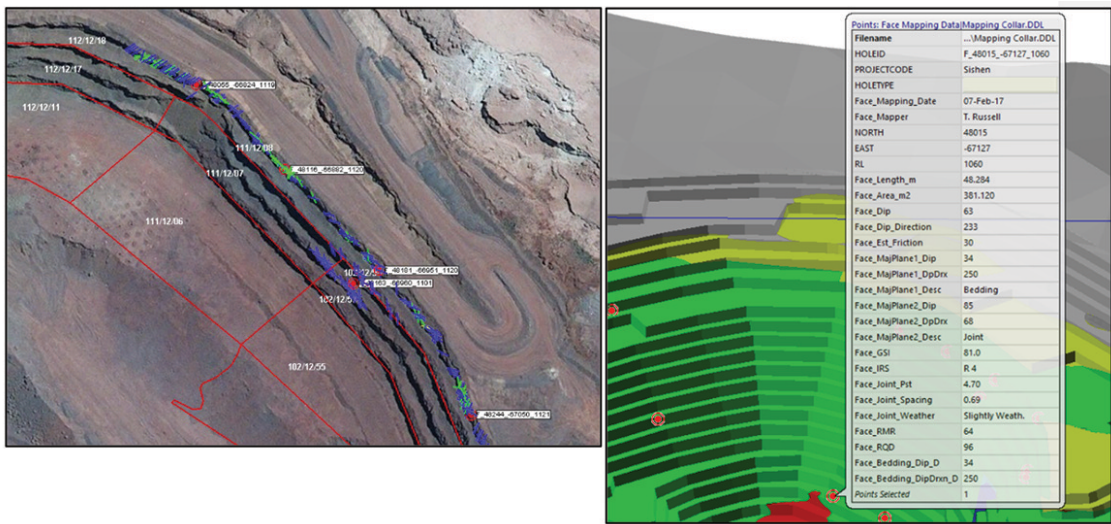 112/12/18
112/12/17
112/12/11
F_48065_-66824_1119
111/12/08
111/12/07
F_48116_-66882_1120
111/12/06
F_48181_-66951_1120
102/12/55
F_48244_-67050_1121
Points: Face Mapping Data|Mapping Collar.DDL
Filename ...\Mapping Collar.DDL
HOLEID F_48015_-67127_1060
PROJECTCODE Sishen
HOLETYPE
Face_Mapping_Date 07-Feb-17
Face_Mapper T. Russell
NORTH 48015
EAST -67127
RL 1060
Face_Length_m 48.284
Face_Area_m2 381.120
Face_Dip 63
Face_Dip_Direction 233
Face_Est_Friction 30
Face_MajPlane1_Dip 34
Face_MajPlane1_DpDrx 250
Face_MajPlane1_Desc Bedding
Face_MajPlane2_Dip 85
Face_MajPlane2_DpDrx 68
Face_MajPlane2_Desc Joint
Face_GSI 81.0
Face_IRS R 4
Face_Joint_Pst 4.70
Face_Joint_Spacing 0.69
Face_Joint_Weather Slightly Weath.
Face_RMR 64
Face_RQD 96
Face_Bedding_Dip_D 34
Face_Bedding_DipDrxn_D 250
Points Selected 1